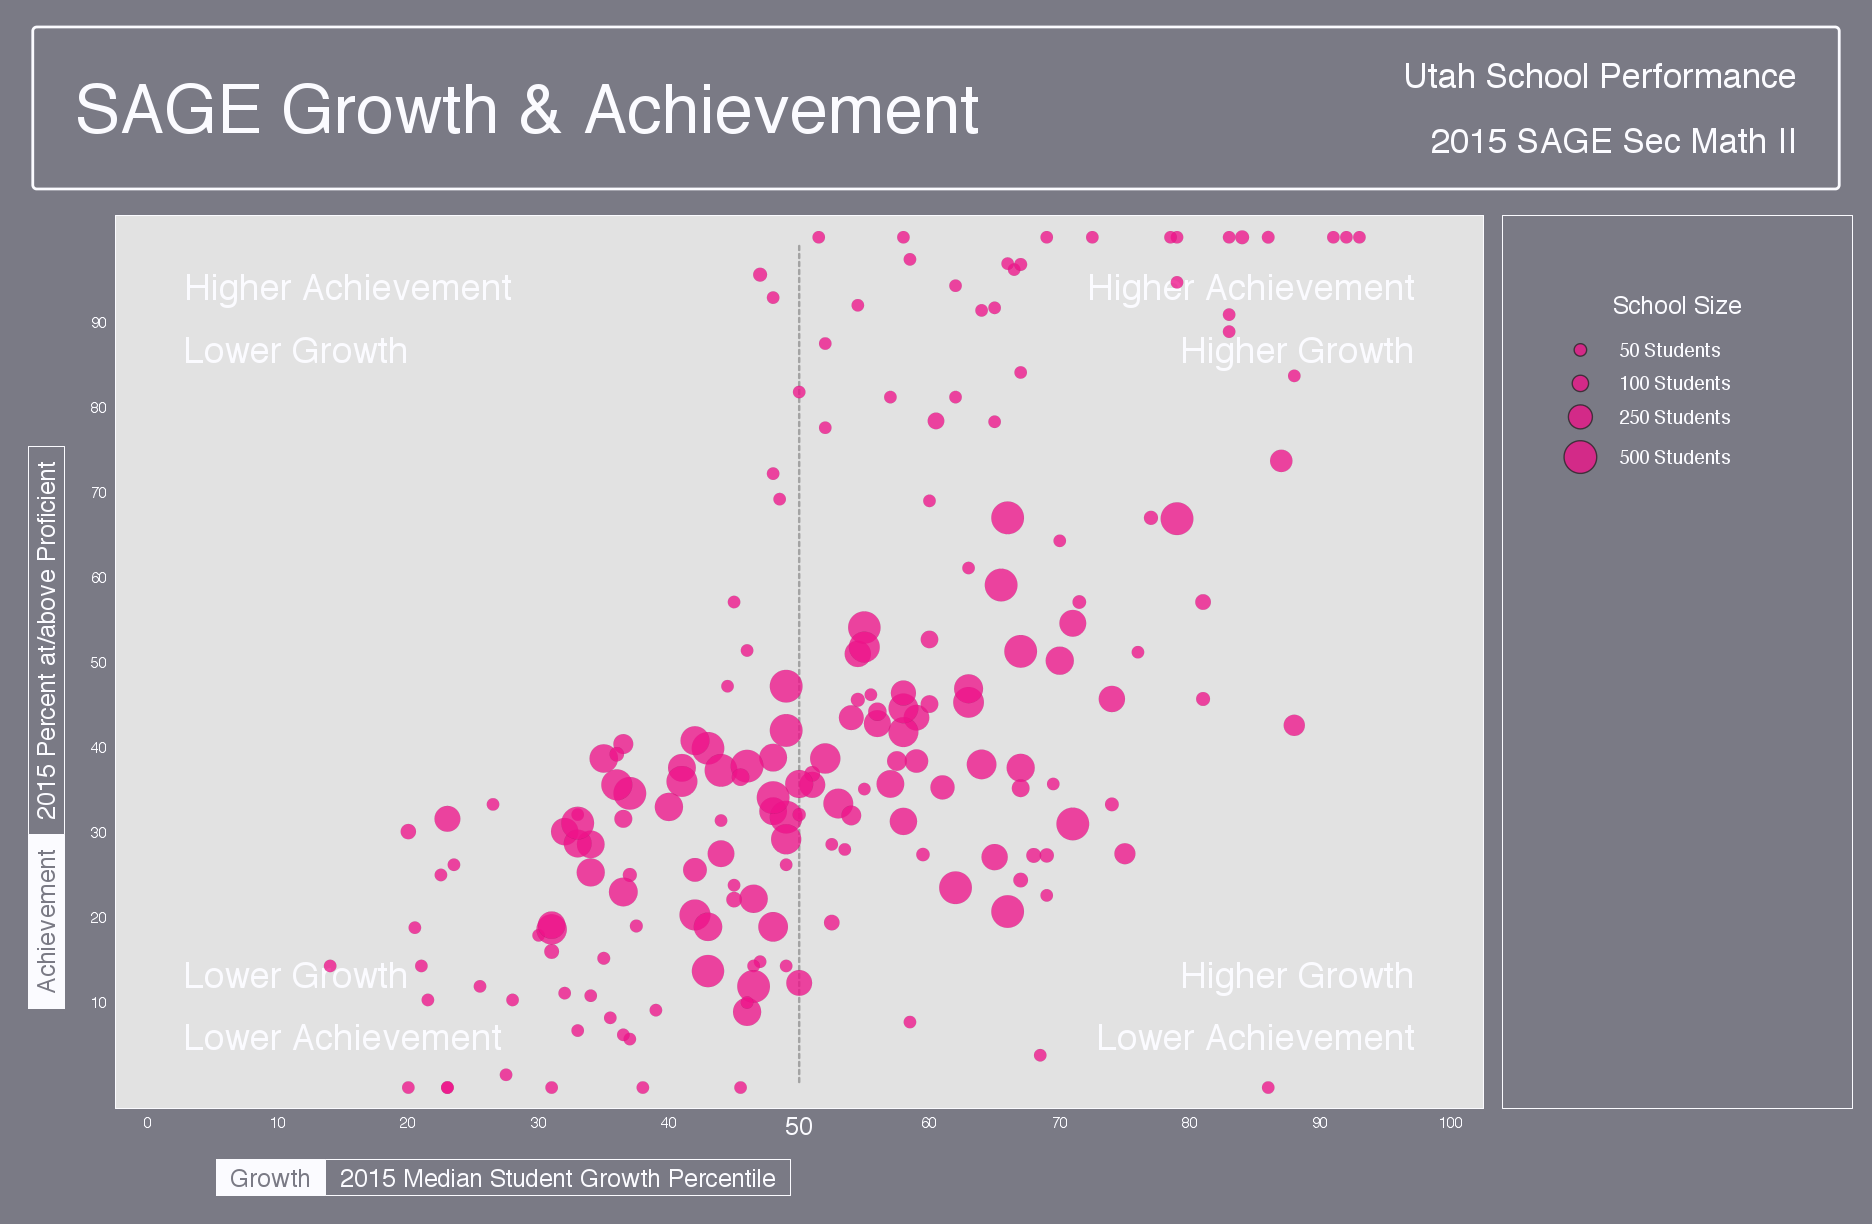 SAGE Growth & Achievement
Utah School Performance
2015 SAGE Sec Math II
Higher Achievement
Lower Growth
Higher Achievement
Higher Growth
Lower Growth
Lower Achievement
Higher Growth
Lower Achievement
90
80
70
60
50
40
30
20
10
Achievement 2015 Percent at/above Proficient
0 10 20 30 40 50 60 70 80 90 100
Growth 2015 Median Student Growth Percentile
School Size
50 Students
100 Students
250 Students
500 Students